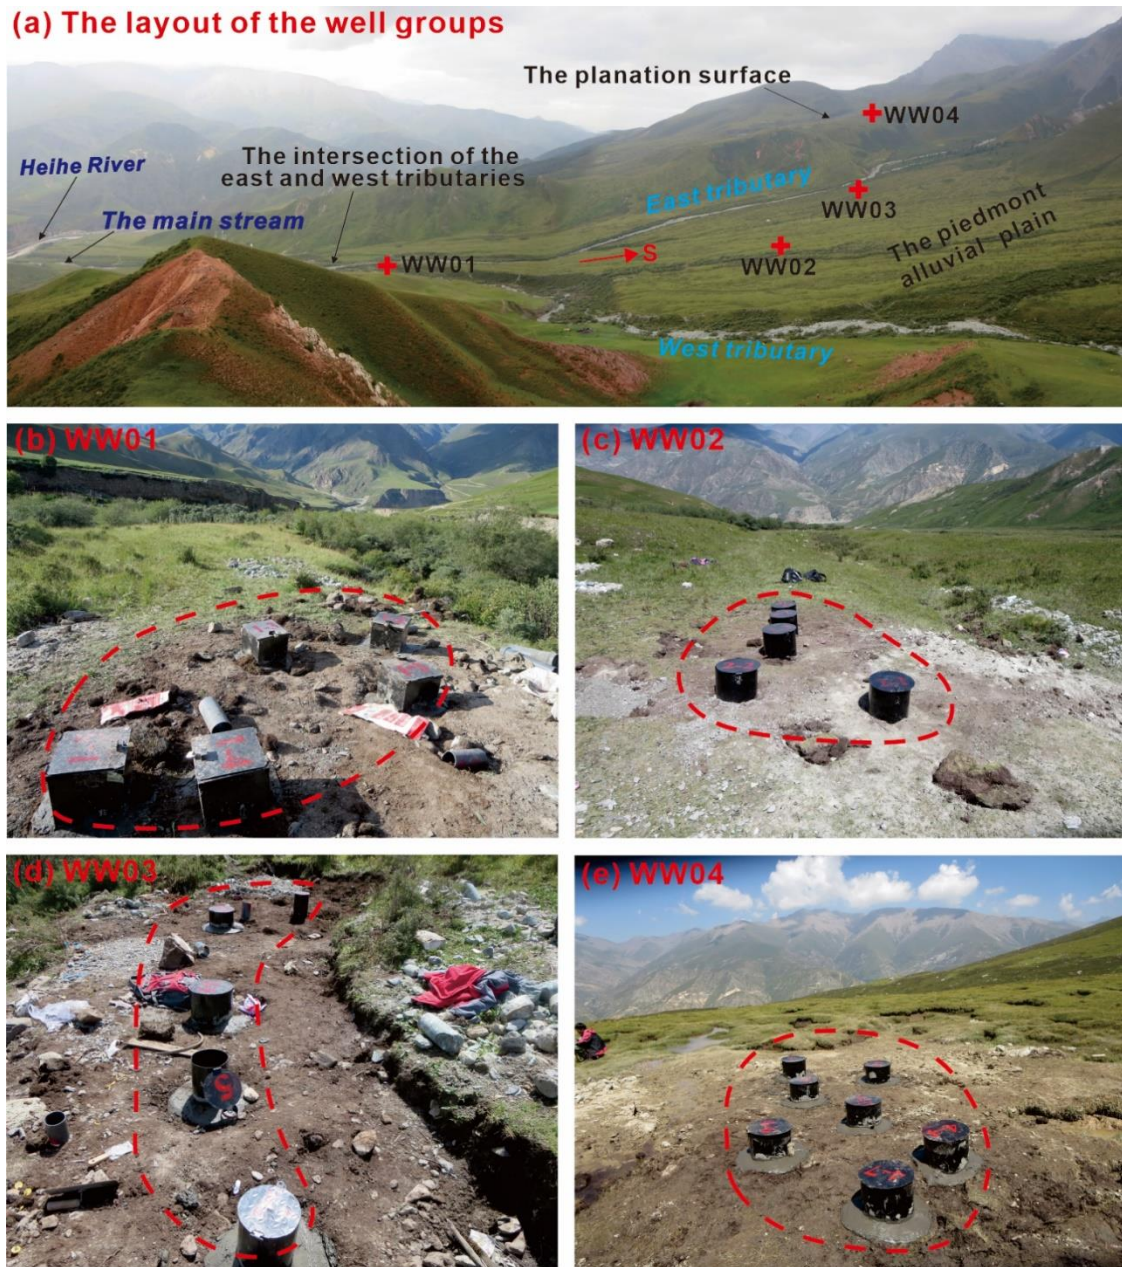 (a) The layout of the well groups
The planation surface
WW04
Heihe River
The intersection of the
east and west tributaries
The main stream
East tributary
WW03
The piedmont
alluvial plain
S
WW01
WW02
West tributary
(b) WW01
(c) WW02
(d) WW03
5
(e) WW04